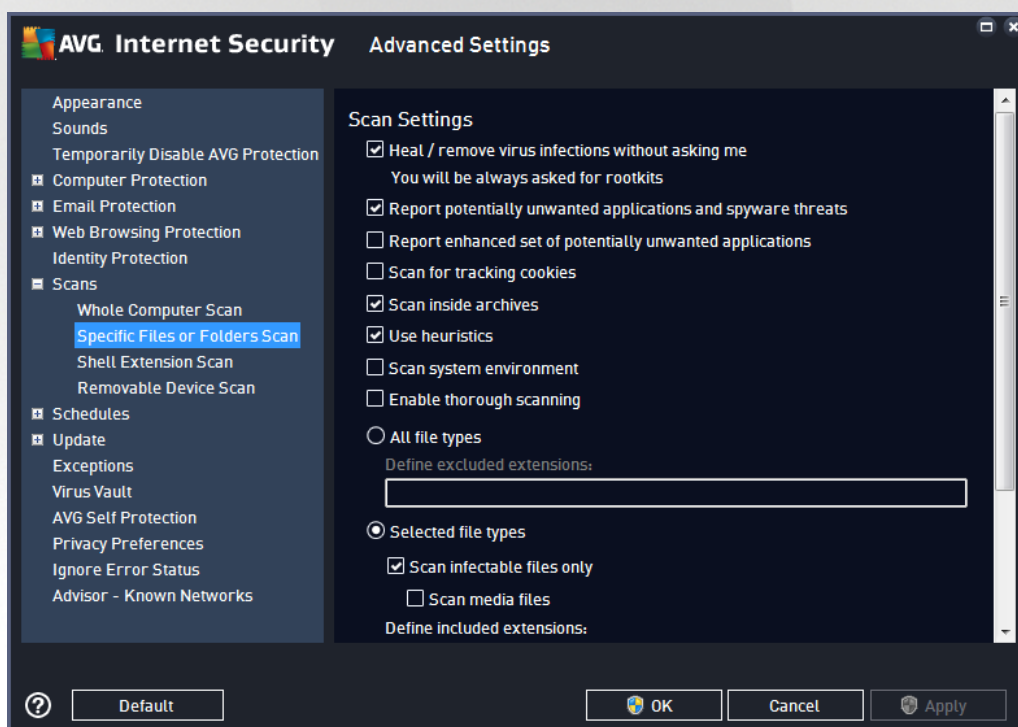 AVG. Internet Security Advanced Settings
Appearance
Sounds
Temporarily Disable AVG Protection
Computer Protection
Email Protection
Web Browsing Protection
Identity Protection
Scans
Whole Computer Scan
Specific Files or Folders Scan
Shell Extension Scan
Removable Device Scan
Schedules
Update
Exceptions
Virus Vault
AVG Self Protection
Privacy Preferences
Ignore Error Status
Advisor - Known Networks
Scan Settings
Heal / remove virus infections without asking me
You will be always asked for rootkits
Report potentially unwanted applications and spyware threats
Report enhanced set of potentially unwanted applications
Scan for tracking cookies
Scan inside archives
Use heuristics
Scan system environment
Enable thorough scanning
All file types
Define excluded extensions:
Selected file types
Scan infectable files only
Scan media files
Define included extensions:
? Default OK Cancel Apply